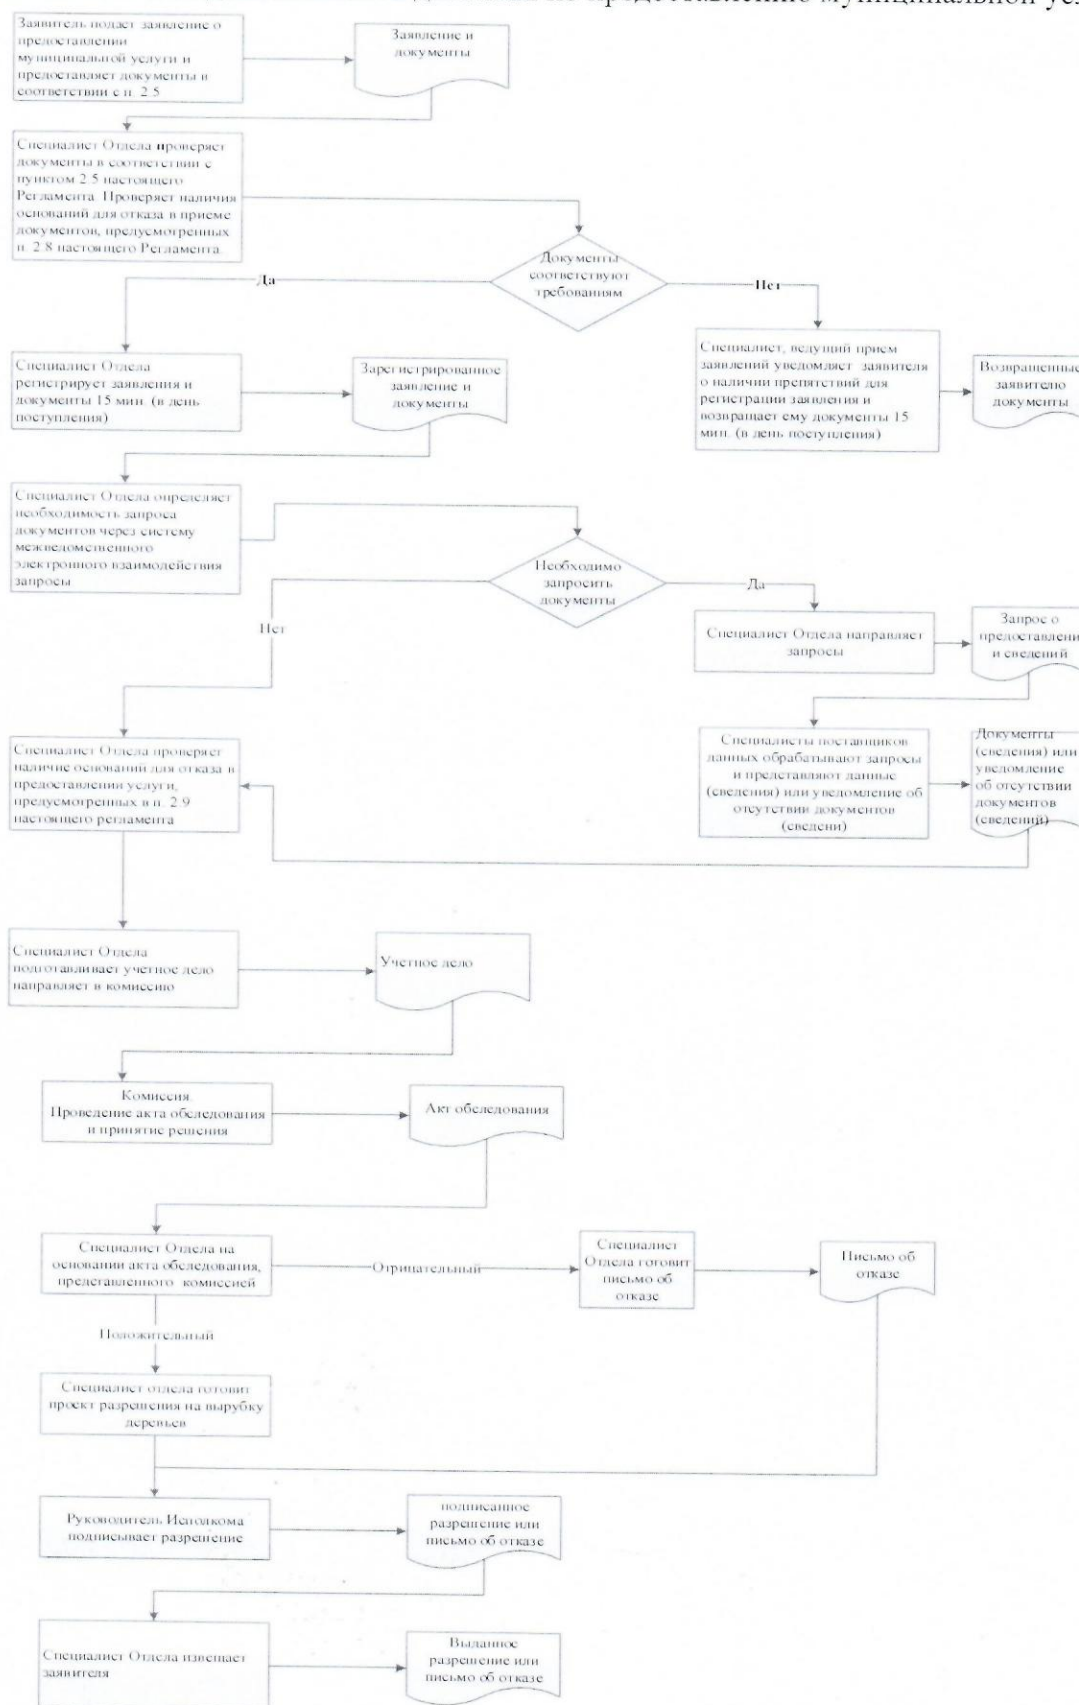 по предоставлению муниципальной
Заявитель подает заявление о
предоставлении
муниципальной услуги и
предоставляет документы в
соответствии с п. 2.5
Заявление и
документы
Специалист Отдела проверяет
документы в соответствии с
пунктом 2.5 настоящего
Регламента. Проверяет наличия
оснований для отказа в приеме
документов, предусмотренных
п. 2.8 настоящего Регламента.
Документы
соответствуют
требованиям
Да
Нет
Специалист Отдела
регистрирует заявления и
документы 15 мин. (в день
поступления)
Зарегистрированное
заявление и
документы
Специалист, ведущий прием
заявлений уведомляет заявителя
о наличии препятствий для
регистрации заявления и
возвращает ему документы 15
мин. (в день поступления)
Возвращенные
заявителю
документы
Специалист Отдела определяет
необходимость запроса
документов через систему
межведомственного
электронного взаимодействия
запросы
Необходимо
запросить
документы
Да
Нет
Специалист Отдела направляет
запросы
Запрос о
предоставлени
и сведений
Специалист Отдела проверяет
наличие оснований для отказа в
предоставлении услуги,
предусмотренных в п. 2.9
настоящего регламента
Специалисты поставщиков
данных обрабатывают запросы
и представляют данные
(сведения) или уведомление об
отсутствии документов
(сведени)
Документы
(сведения) или
уведомление
об отсутствии
документов
(сведений)
Специалист Отдела
подготавливает учетное дело
направляет в комиссию
Учетное дело
Комиссия.
Проведение акта обследования
и принятие решения
Акт обследования
Специалист Отдела на
основании акта обследования,
представленного комиссией
Отрицательный
Специалист
Отдела готовит
письмо об
отказе
Письмо об
отказе
Положительный
Специалист отдела готовит
проект разрешения на вырубку
деревьев
Руководитель Исполкома
подписывает разрешение
подписанное
разрешение или
письмо об отказе
Специалист Отдела извещает
заявителя
Выданное
разрешение или
письмо об отказе